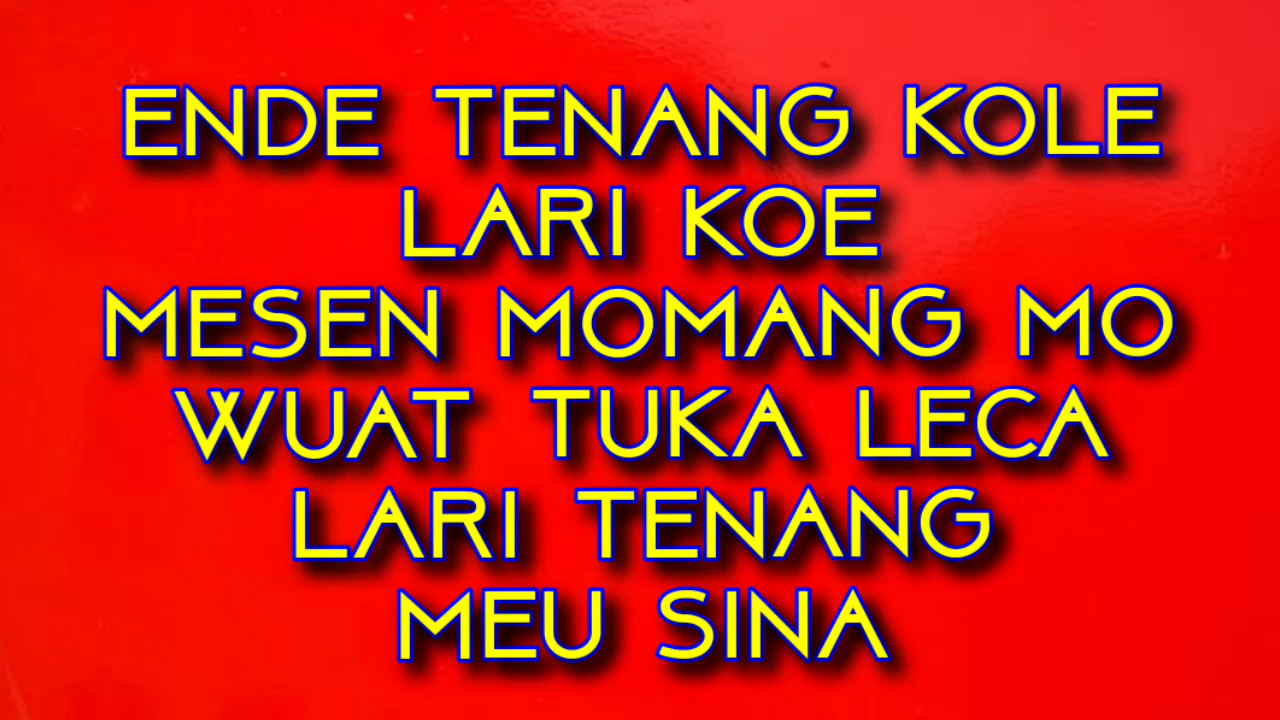 ENDE TENANG KOLE
LARI KOE
MESEN MOMANG MO
WUAT TUKA LECA
LARI TENANG
MEU SINA